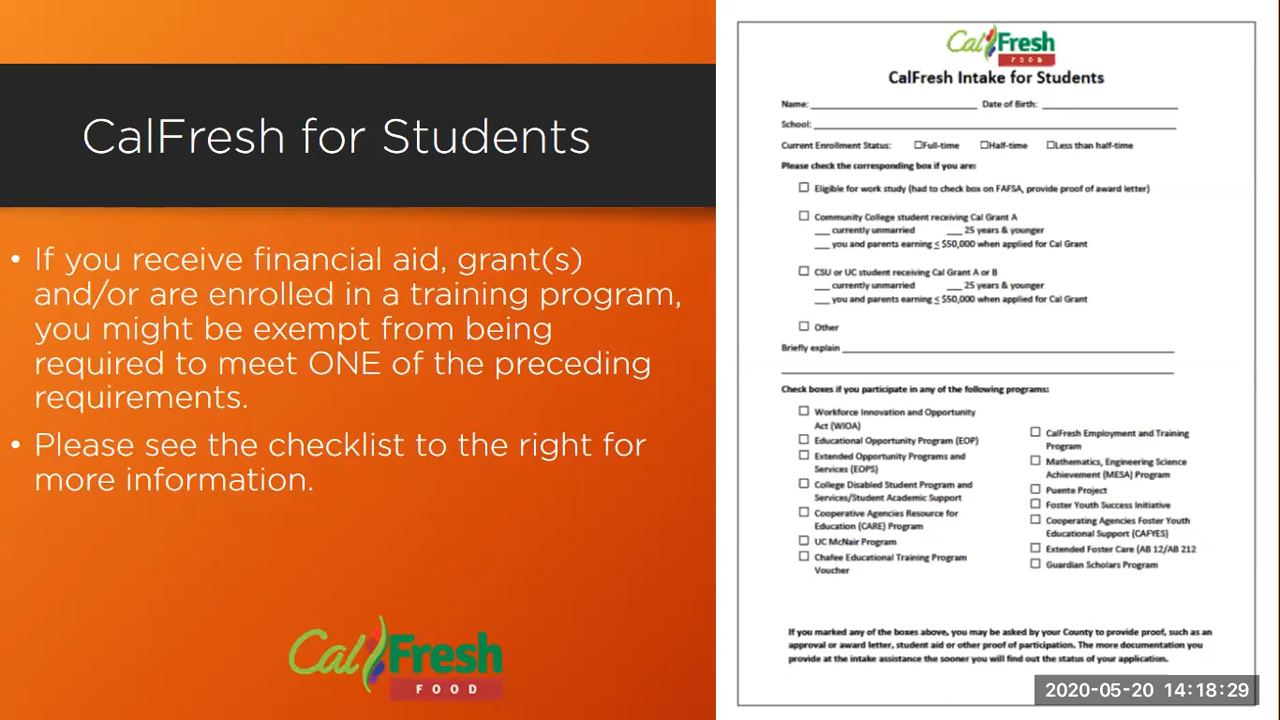 CalFresh for Students
• If you receive financial aid, grant(s)
and/or are enrolled in a training program,
you might be exempt from being
required to meet ONE of the preceding
requirements.
• Please see the checklist to the right for
more information.
CalFresh
FOOD
CalFresh
FOOD
CalFresh Intake for Students
Name: Date of Birth:
School:
Current Enrollment Status: ☐Full-time ☐Half-time ☐Less than half-time
Please check the corresponding box if you are:
☐ Eligible for work study (had to check box on FAFSA, provide proof of award letter)
☐ Community College student receiving Cal Grant A
___ currently unmarried ___ 25 years & younger
___ you and parents earning ≤ $50,000 when applied for Cal Grant
☐ CSU or UC student receiving Cal Grant A or B
___ currently unmarried ___ 25 years & younger
___ you and parents earning ≤ $50,000 when applied for Cal Grant
☐ Other
Briefly explain
Check boxes if you participate in any of the following programs:
☐ Workforce Innovation and Opportunity
Act (WIOA)
☐ Educational Opportunity Program (EOP)
☐ Extended Opportunity Programs and
Services (EOPS)
☐ College Disabled Student Program and
Services/Student Academic Support
☐ Cooperative Agencies Resource for
Education (CARE) Program
☐ UC McNair Program
☐ Chafee Educational Training Program
Voucher
☐ CalFresh Employment and Training
Program
☐ Mathematics, Engineering Science
Achievement (MESA) Program
☐ Puente Project
☐ Foster Youth Success Initiative
☐ Cooperating Agencies Foster Youth
Educational Support (CAFYES)
☐ Extended Foster Care (AB 12/AB 212
☐ Guardian Scholars Program
If you marked any of the boxes above, you may be asked by your County to provide proof, such as an
approval or award letter, student aid or other proof of participation. The more documentation you
provide at the intake assistance the sooner you will find out the status of your application.
2020-05-20 14:18:29